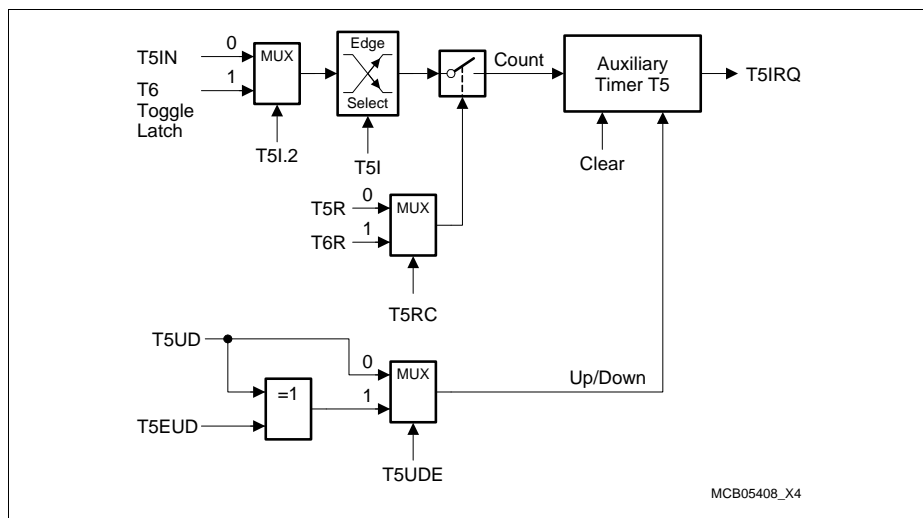 0
T5IN
MUX
Edge
Select
Count
Auxiliary
Timer T5
T5IRQ
1
T6
Toggle
Latch
T5I.2
T5I
Clear
T5R
0
MUX
T6R
1
T5RC
T5UD
0
MUX
Up/Down
=1
1
T5EUD
T5UDE
MCB05408_X4